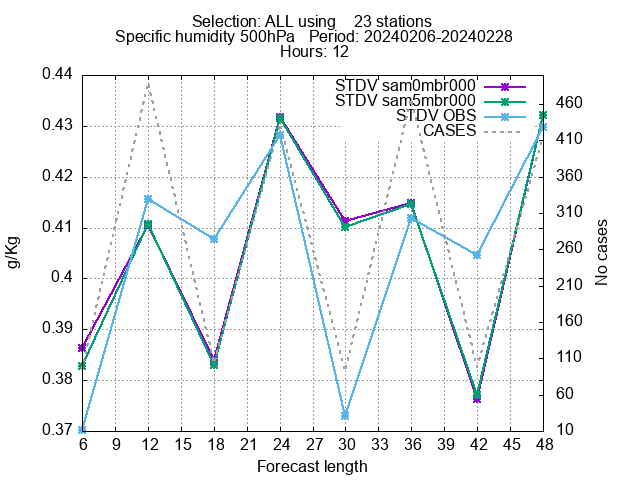 Selection: ALL using    23 stations
Specific humidity 500hPa   Period: 20240206-20240228
Hours: 12
STDV sam0mbr000
STDV sam5mbr000
STDV OBS
CASES
g/Kg
0.44
0.43
0.42
0.41
0.4
0.39
0.38
0.37
No cases
460
410
360
310
260
210
160
110
60
10
6 9 12 15 18 21 24 27 30 33 36 39 42 45 48
Forecast length